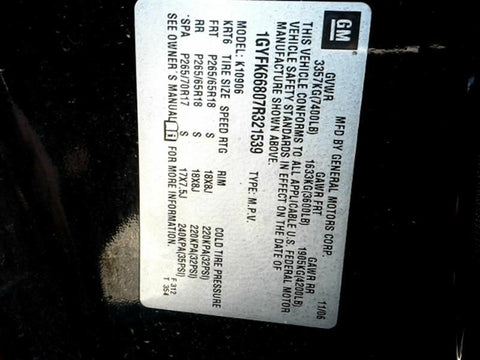 GM
MFD BY GENERAL MOTORS CORP. 11/06
GVWR GAWR FRT GAWR RR
3357KG(7400LB) 1633KG(3600LB) 1905KG(4200LB)
THIS VEHICLE CONFORMS TO ALL APPLICABLE U.S. FEDERAL MOTOR
VEHICLE SAFETY STANDARDS IN EFFECT ON THE DATE OF
MANUFACTURE SHOWN ABOVE.
1GYFK66807R321539 TYPE: M.P.V.
MODEL: K10906
KRT6 TIRE SIZE SPEED RTG RIM COLD TIRE PRESSURE
FRT P265/65R18 S 18X8J 220KPA(32PSI)
RR P265/65R18 S 18X8J 220KPA(32PSI)
SPA P265/70R17 S 17X7.5J 240KPA(35PSI)
SEE OWNER'S MANUAL FOR MORE INFORMATION. F 312
T 354